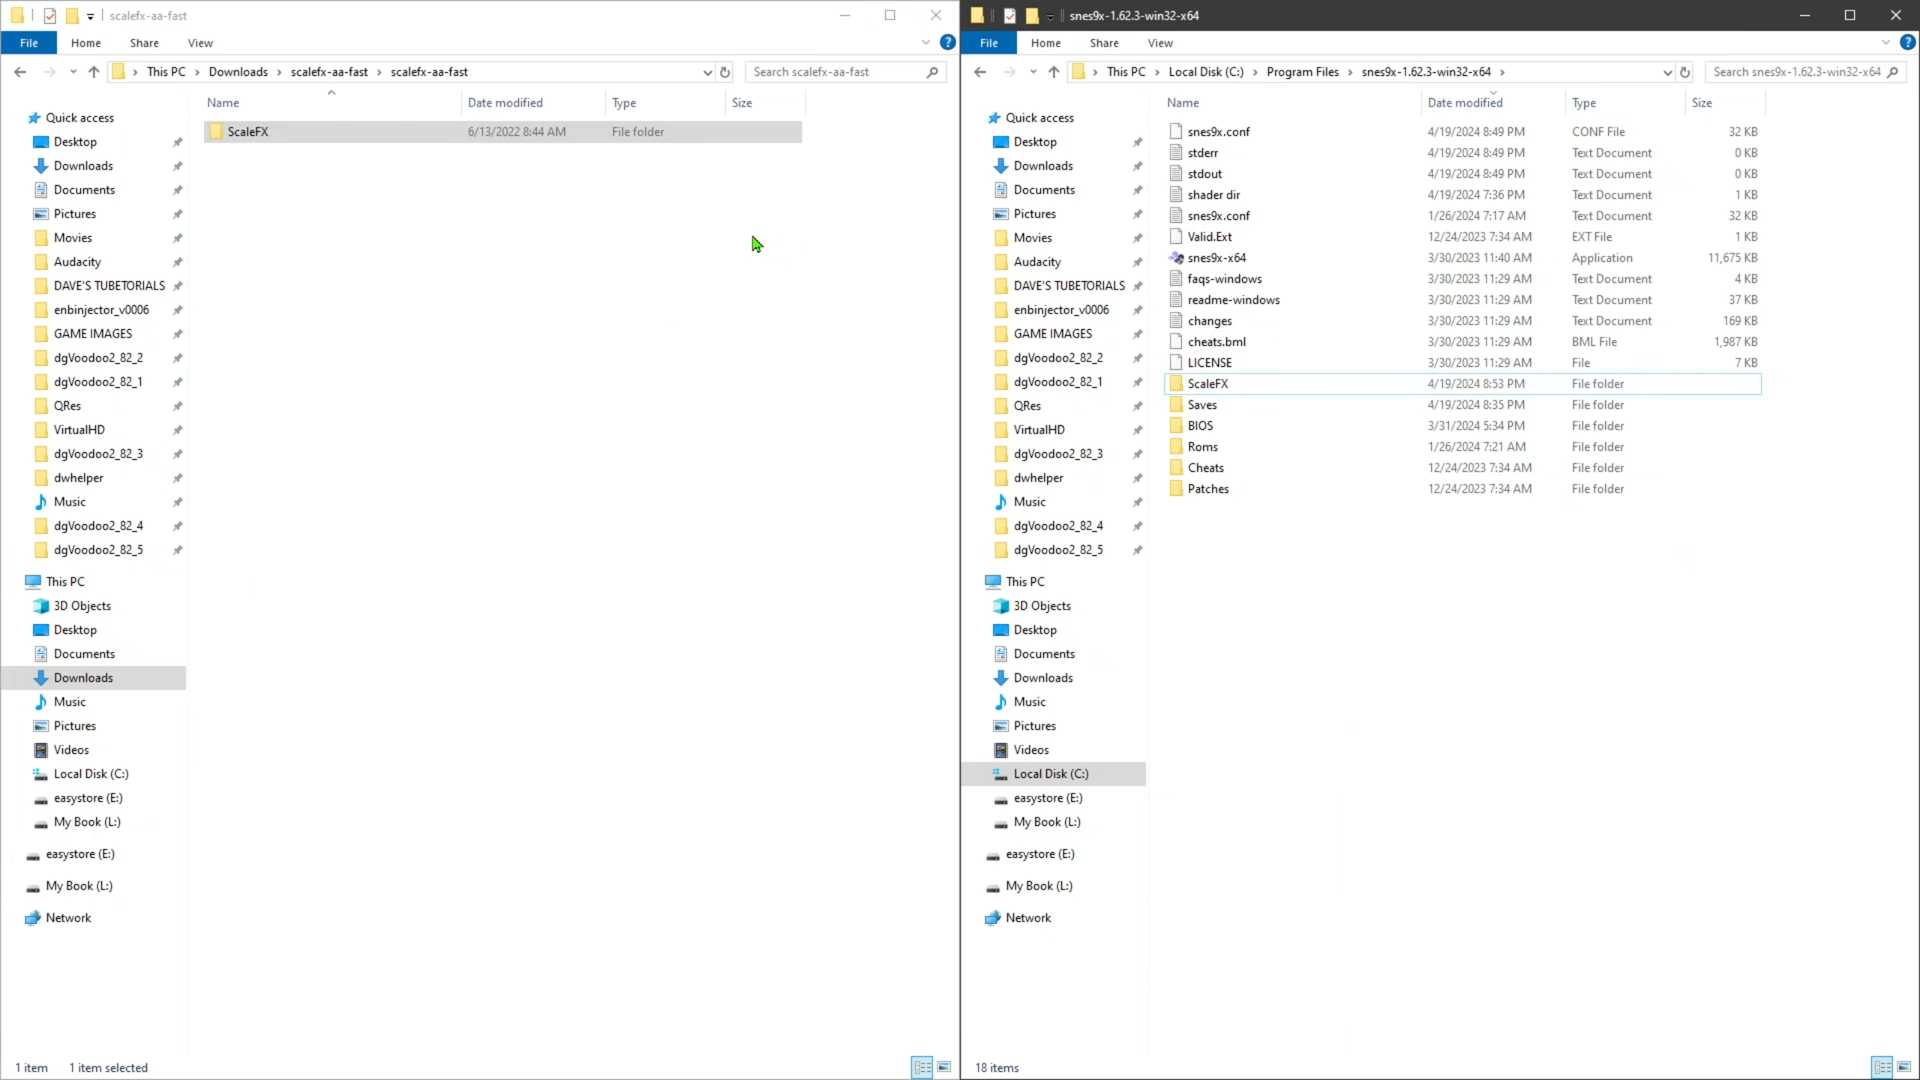 scalefx-aa-fast
File Home Share View
This PC Downloads scalefx-aa-fast scalefx-aa-fast
Search scalefx-aa-fast
Name Date modified Type Size
ScaleFX 6/13/2022 8:44 AM File folder
Quick access
Desktop
Downloads
Documents
Pictures
Movies
Audacity
DAVE'S TUBETORIALS
enbinjector_v0006
GAME IMAGES
dgVoodoo2_82_2
dgVoodoo2_82_1
QRes
VirtualHD
dgVoodoo2_82_3
dwhelper
Music
dgVoodoo2_82_4
dgVoodoo2_82_5
This PC
3D Objects
Desktop
Documents
Downloads
Music
Pictures
Videos
Local Disk (C:)
easystore (E:)
My Book (L:)
easystore (E:)
My Book (L:)
Network
1 item 1 item selected
snes9x-1.62.3-win32-x64
File Home Share View
This PC Local Disk (C:) Program Files snes9x-1.62.3-win32-x64
Search snes9x-1.62.3-win32-x64
Name Date modified Type Size
snes9x.conf 4/19/2024 8:49 PM CONF File 32 KB
stderr 4/19/2024 8:49 PM Text Document 0 KB
stdout 4/19/2024 8:49 PM Text Document 0 KB
shader dir 4/19/2024 7:36 PM Text Document 1 KB
snes9x.conf 1/26/2024 7:17 AM Text Document 32 KB
Valid.Ext 12/24/2023 7:34 AM EXT File 1 KB
snes9x-x64 3/30/2023 11:40 AM Application 11,675 KB
faqs-windows 3/30/2023 11:29 AM Text Document 4 KB
readme-windows 3/30/2023 11:29 AM Text Document 37 KB
changes 3/30/2023 11:29 AM Text Document 169 KB
cheats.bml 3/30/2023 11:29 AM BML File 1,987 KB
LICENSE 3/30/2023 11:29 AM File 7 KB
ScaleFX 4/19/2024 8:53 PM File folder
Saves 4/19/2024 8:35 PM File folder
BIOS 3/31/2024 5:34 PM File folder
Roms 1/26/2024 7:21 AM File folder
Cheats 12/24/2023 7:34 AM File folder
Patches 12/24/2023 7:34 AM File folder
Quick access
Desktop
Downloads
Documents
Pictures
Movies
Audacity
DAVE'S TUBETORIALS
enbinjector_v0006
GAME IMAGES
dgVoodoo2_82_2
dgVoodoo2_82_1
QRes
VirtualHD
dgVoodoo2_82_3
dwhelper
Music
dgVoodoo2_82_4
dgVoodoo2_82_5
This PC
3D Objects
Desktop
Documents
Downloads
Music
Pictures
Videos
Local Disk (C:)
easystore (E:)
My Book (L:)
easystore (E:)
My Book (L:)
Network
18 items